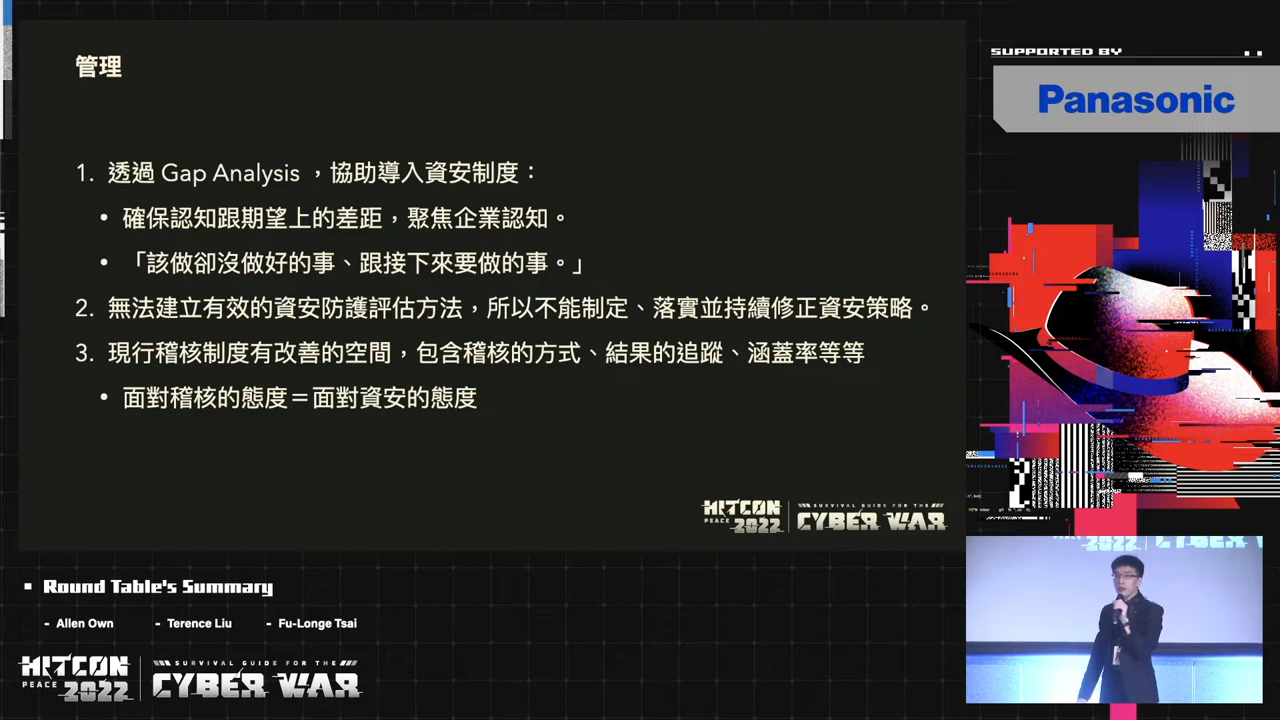 管理
1. 透過 Gap Analysis ，協助導入資安制度：
• 確保認知跟期望上的差距，聚焦企業認知。
• 「該做卻沒做好的事、跟接下來要做的事。」
2. 無法建立有效的資安防護評估方法，所以不能制定、落實並持續修正資安策略。
3. 現行稽核制度有改善的空間，包含稽核的方式、結果的追蹤、涵蓋率等等
• 面對稽核的態度＝面對資安的態度
HITCON PEACE 2022
SURVIVAL GUIDE FOR THE
CYBER WAR
SUPPORTED BY
Panasonic
Round Table's Summary
- Allen Own - Terence Liu - Fu-Longe Tsai
HITCON PEACE 2022
SURVIVAL GUIDE FOR THE
CYBER WAR